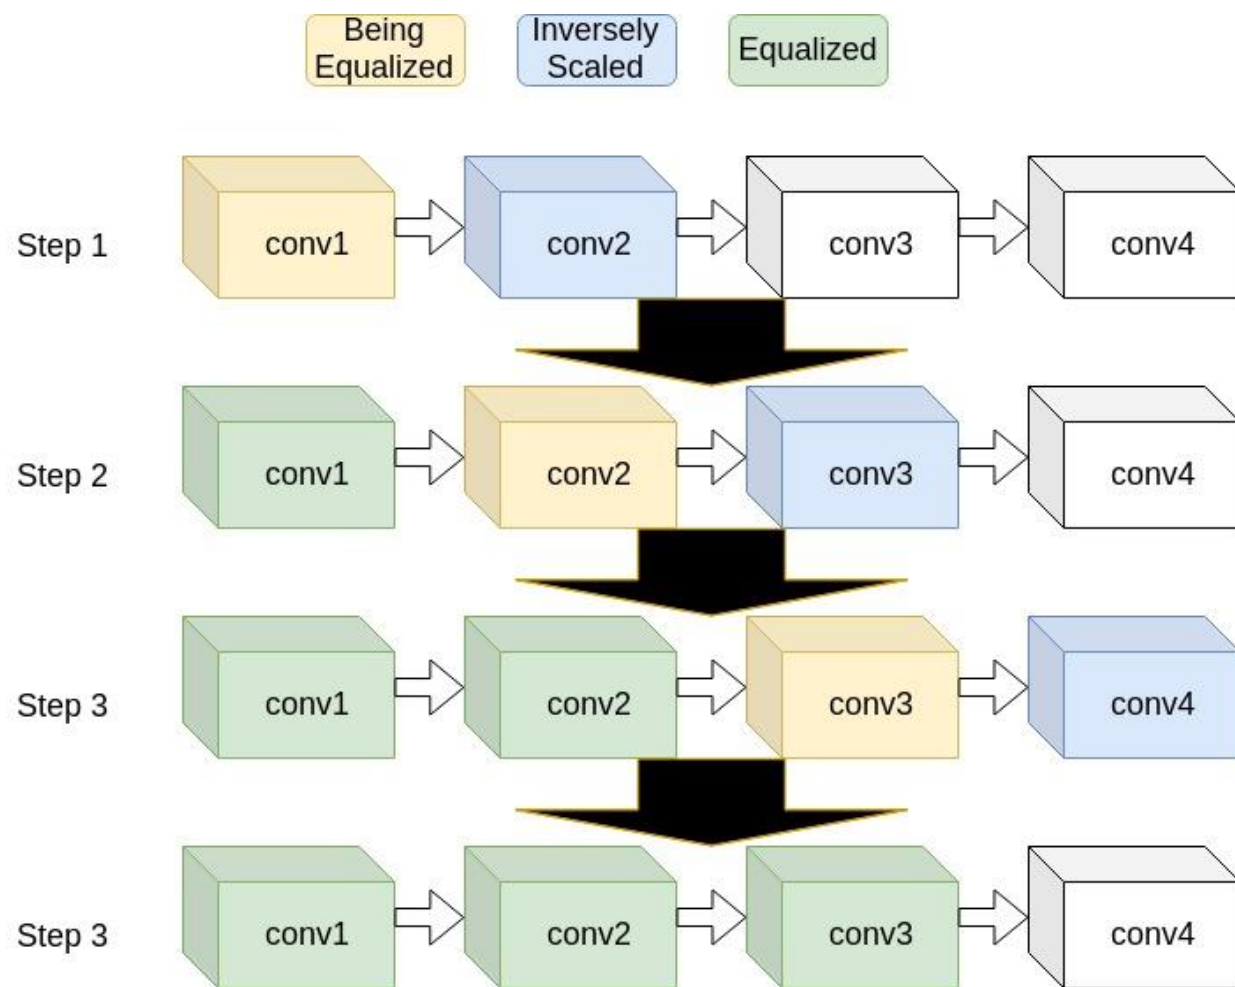 Being
Equalized
Inversely
Scaled
Equalized
Step 1
conv1
conv2
conv3
conv4
Step 2
conv1
conv2
conv3
conv4
Step 3
conv1
conv2
conv3
conv4
Step 3
conv1
conv2
conv3
conv4